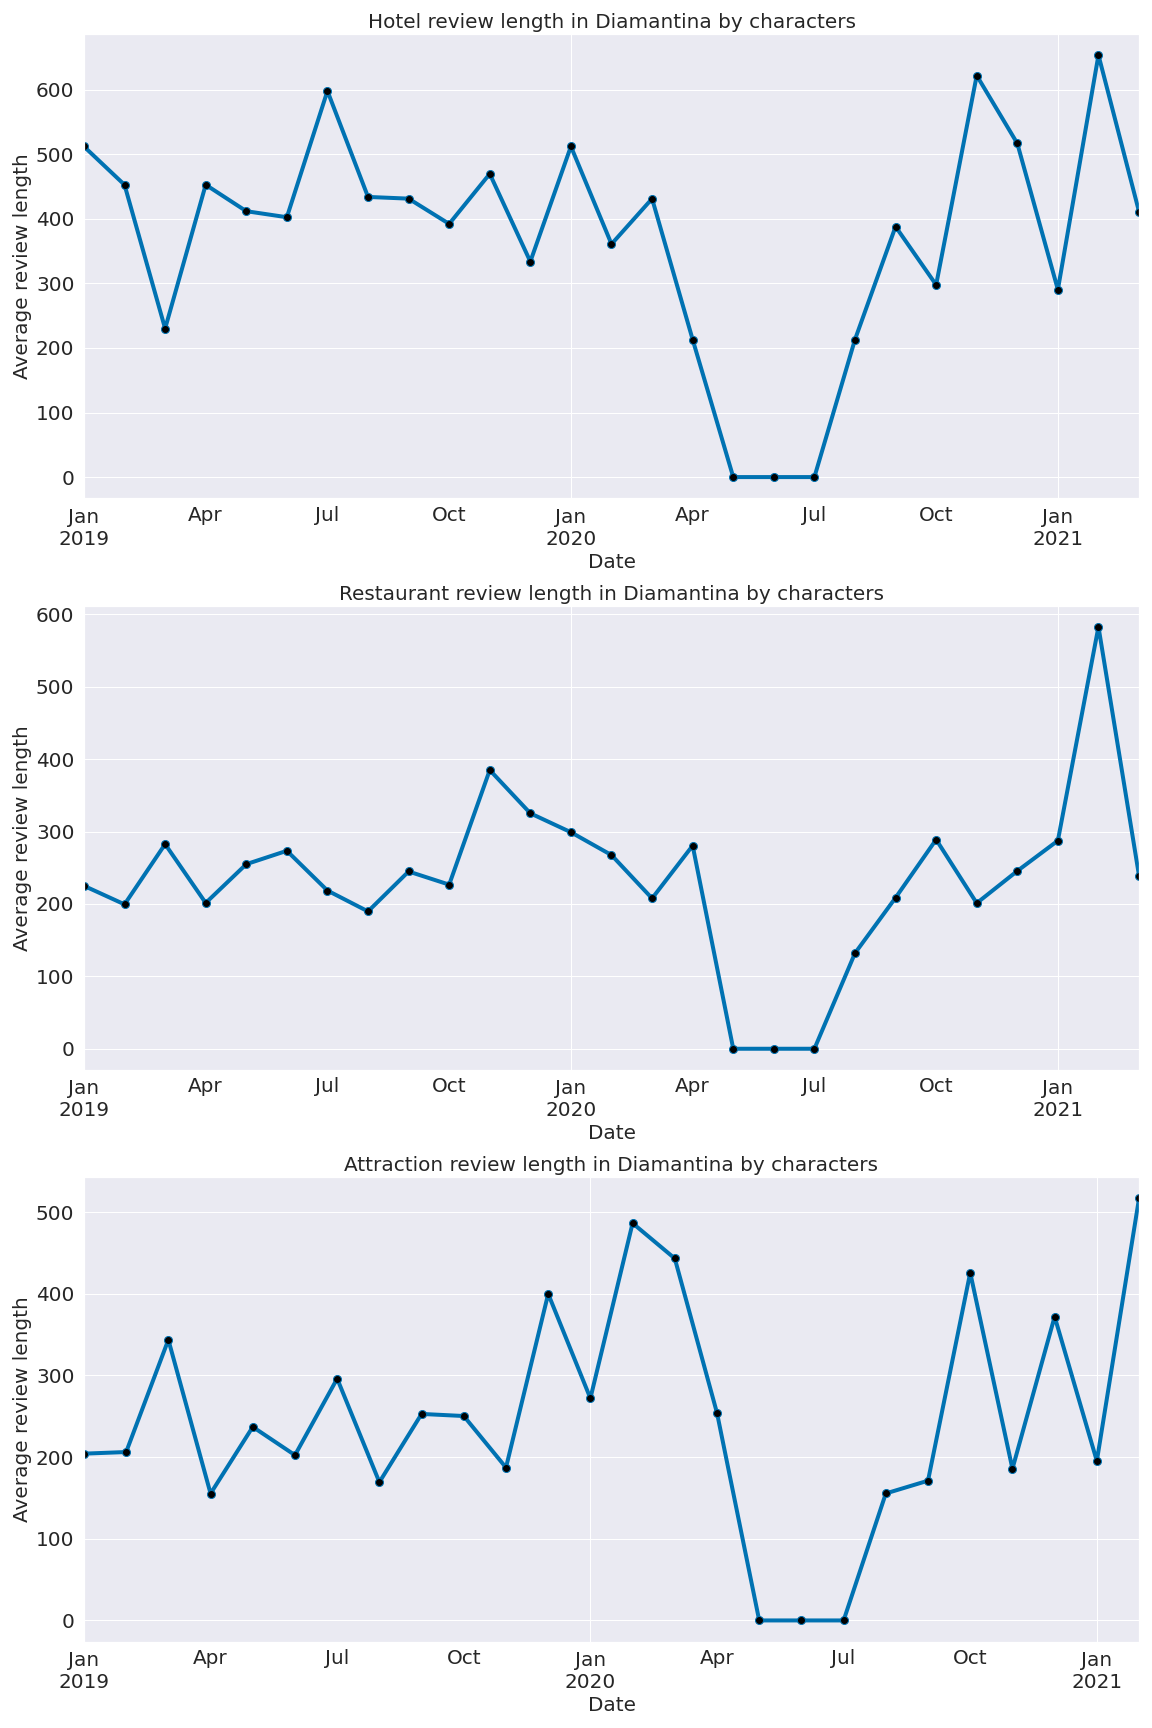 Hotel review length in Diamantina by characters
Average review length
600
500
400
300
200
100
0
Jan Apr Jul Oct Jan Apr Jul Oct Jan
2019 2020 2021
Date
Restaurant review length in Diamantina by characters
Average review length
600
500
400
300
200
100
0
Jan Apr Jul Oct Jan Apr Jul Oct Jan
2019 2020 2021
Date
Attraction review length in Diamantina by characters
Average review length
500
400
300
200
100
0
Jan Apr Jul Oct Jan Apr Jul Oct Jan
2019 2020 2021
Date